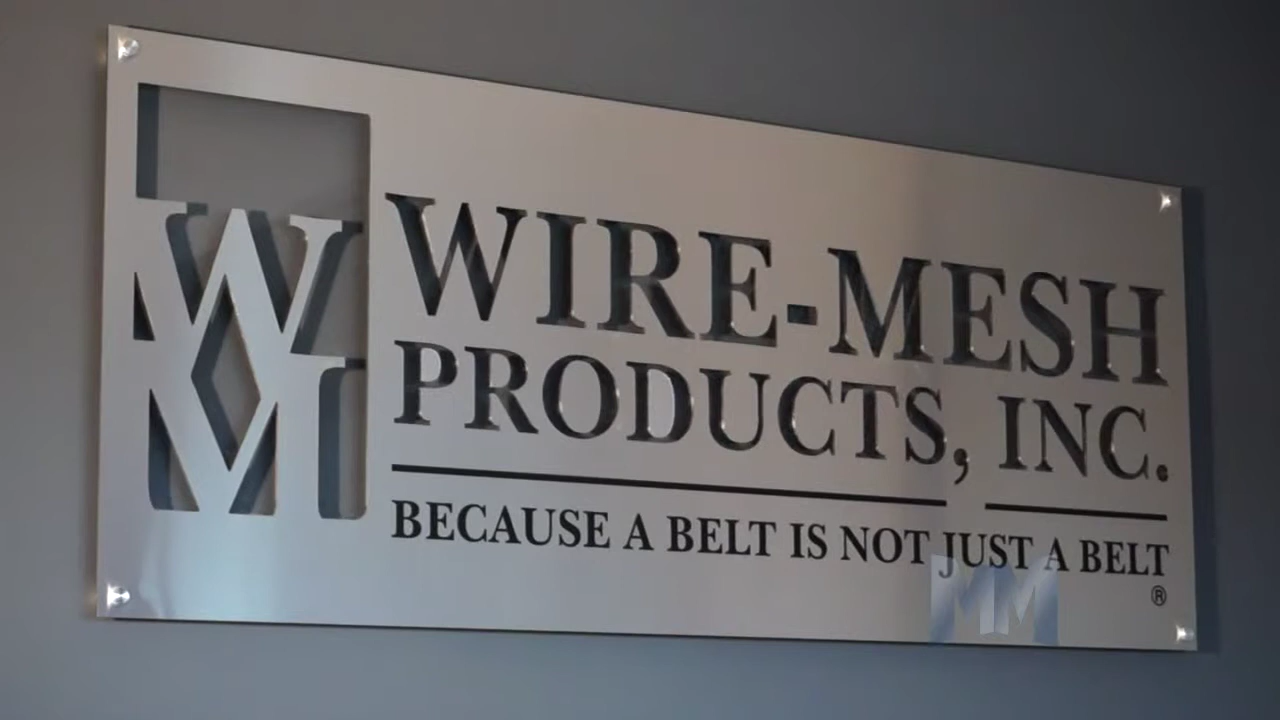 WM
WIRE-MESH
PRODUCTS, INC.
BECAUSE A BELT IS NOT JUST A BELT
®
MM